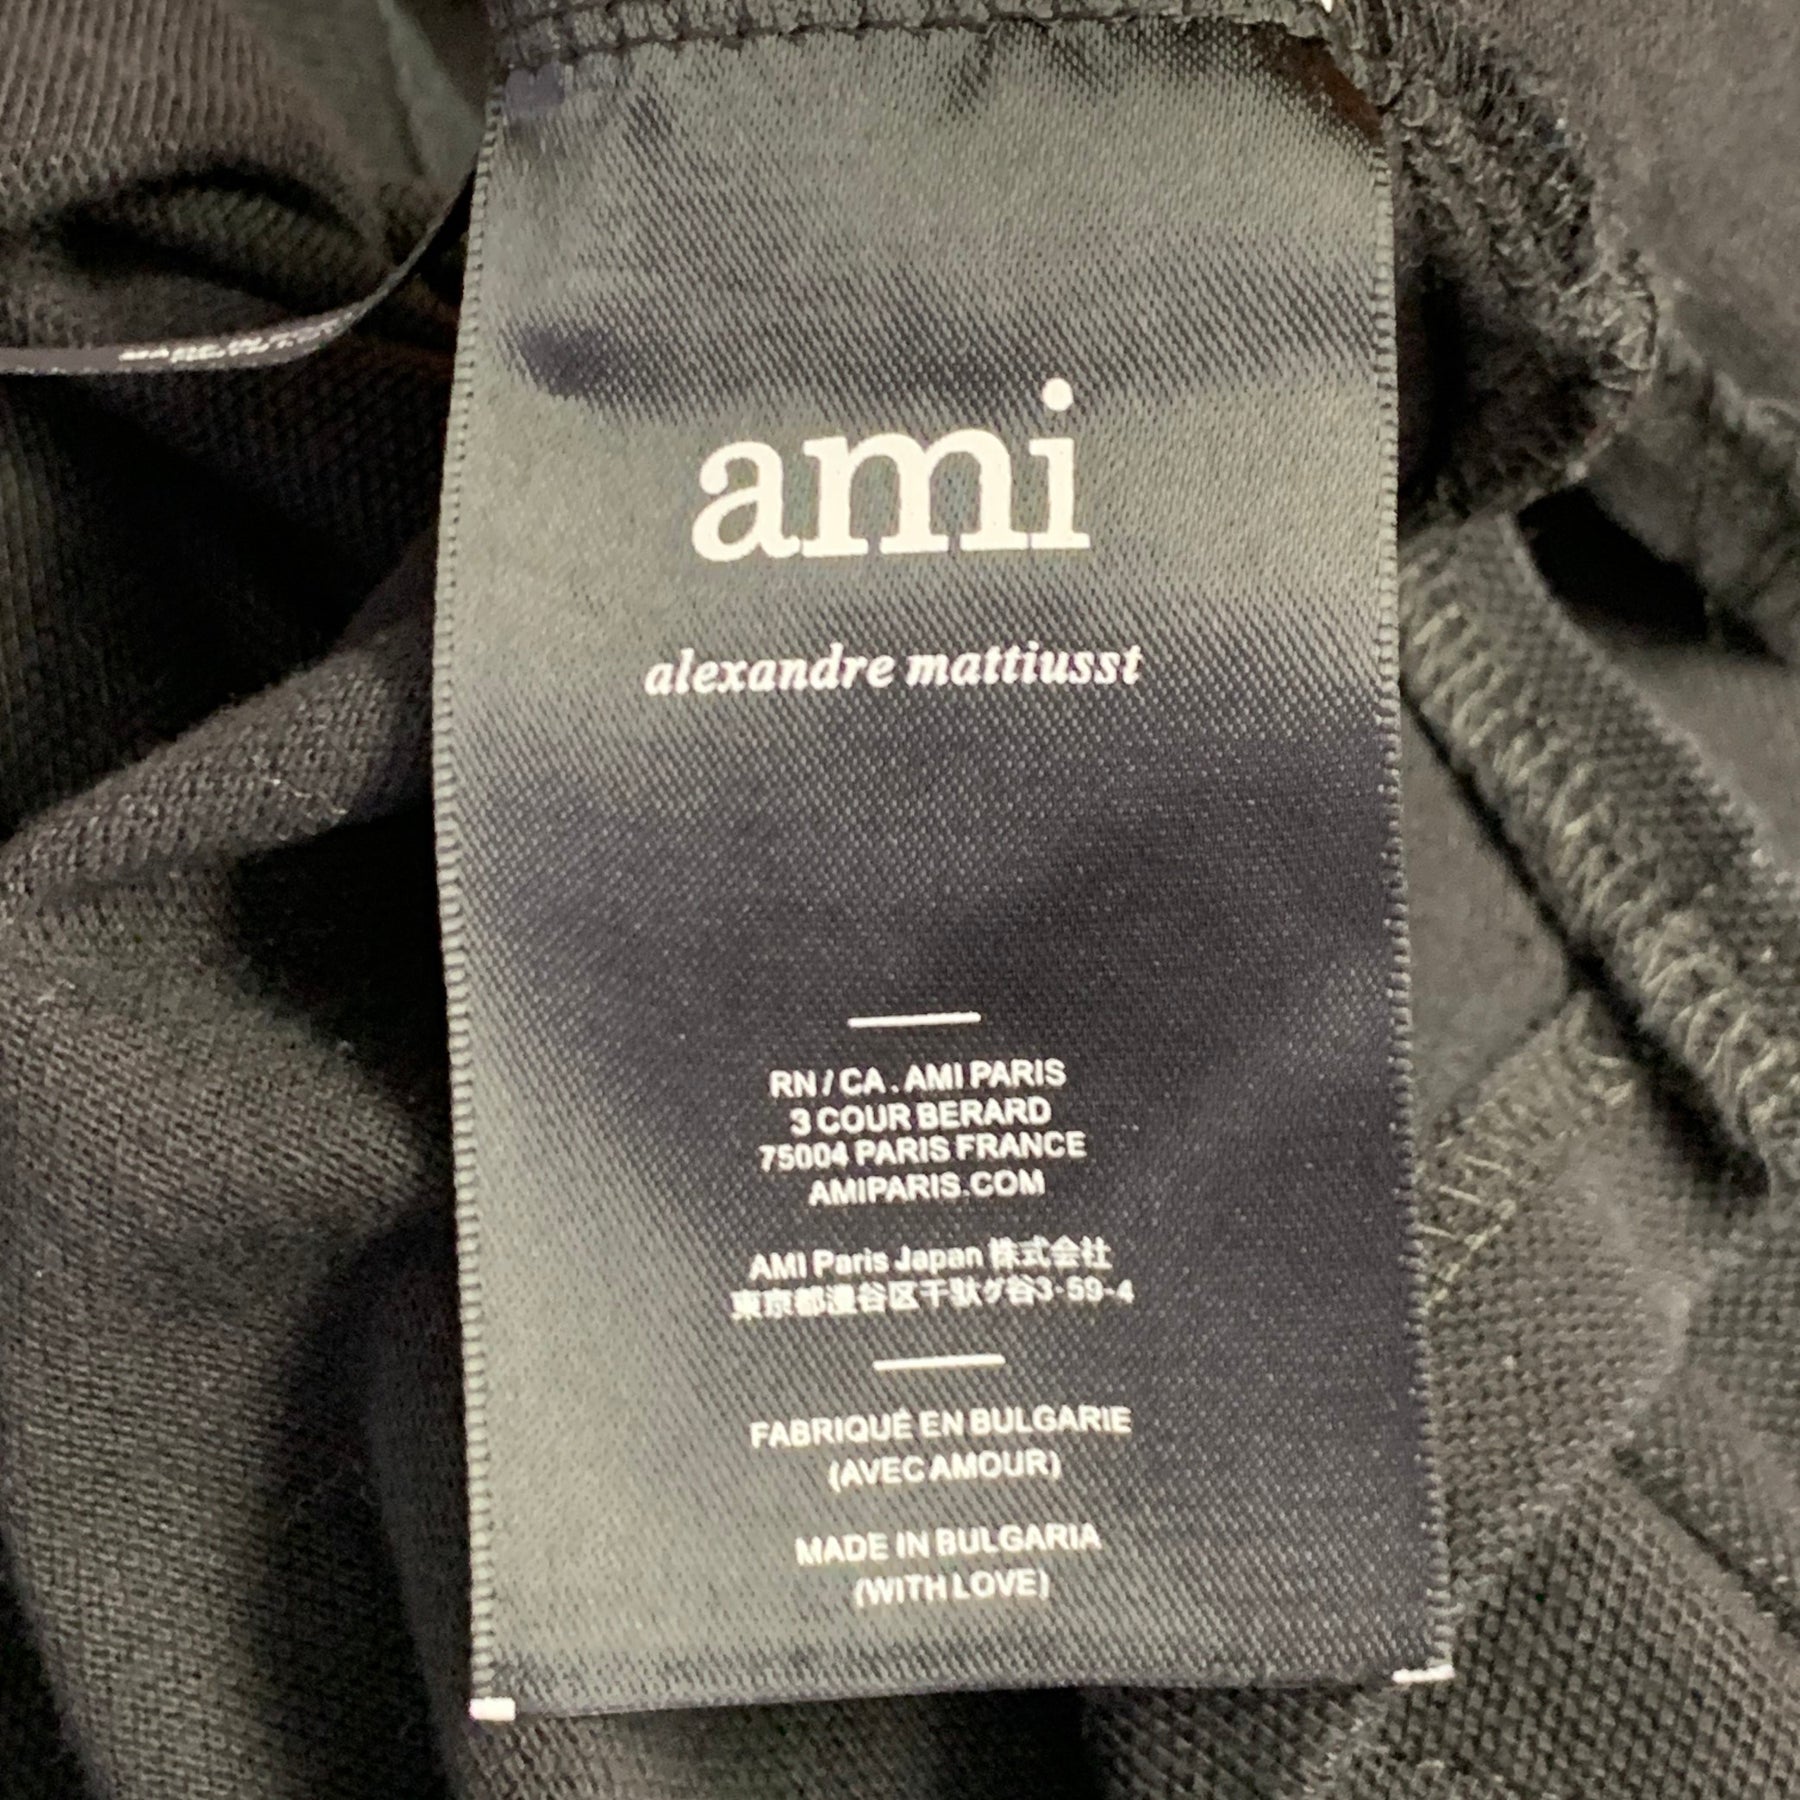 ami
alexandre mattiusst
RN / CA . AMI PARIS
3 COUR BERARD
75004 PARIS FRANCE
AMIPARIS.COM
AMI Paris Japan 株式会社
東京都澀谷区千駄グ谷3-59-4
FABRIQUÉ EN BULGARIE
(AVEC AMOUR)
MADE IN BULGARIA
(WITH LOVE)